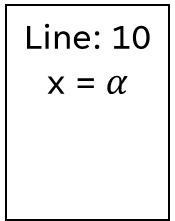 Line: 10
x = α